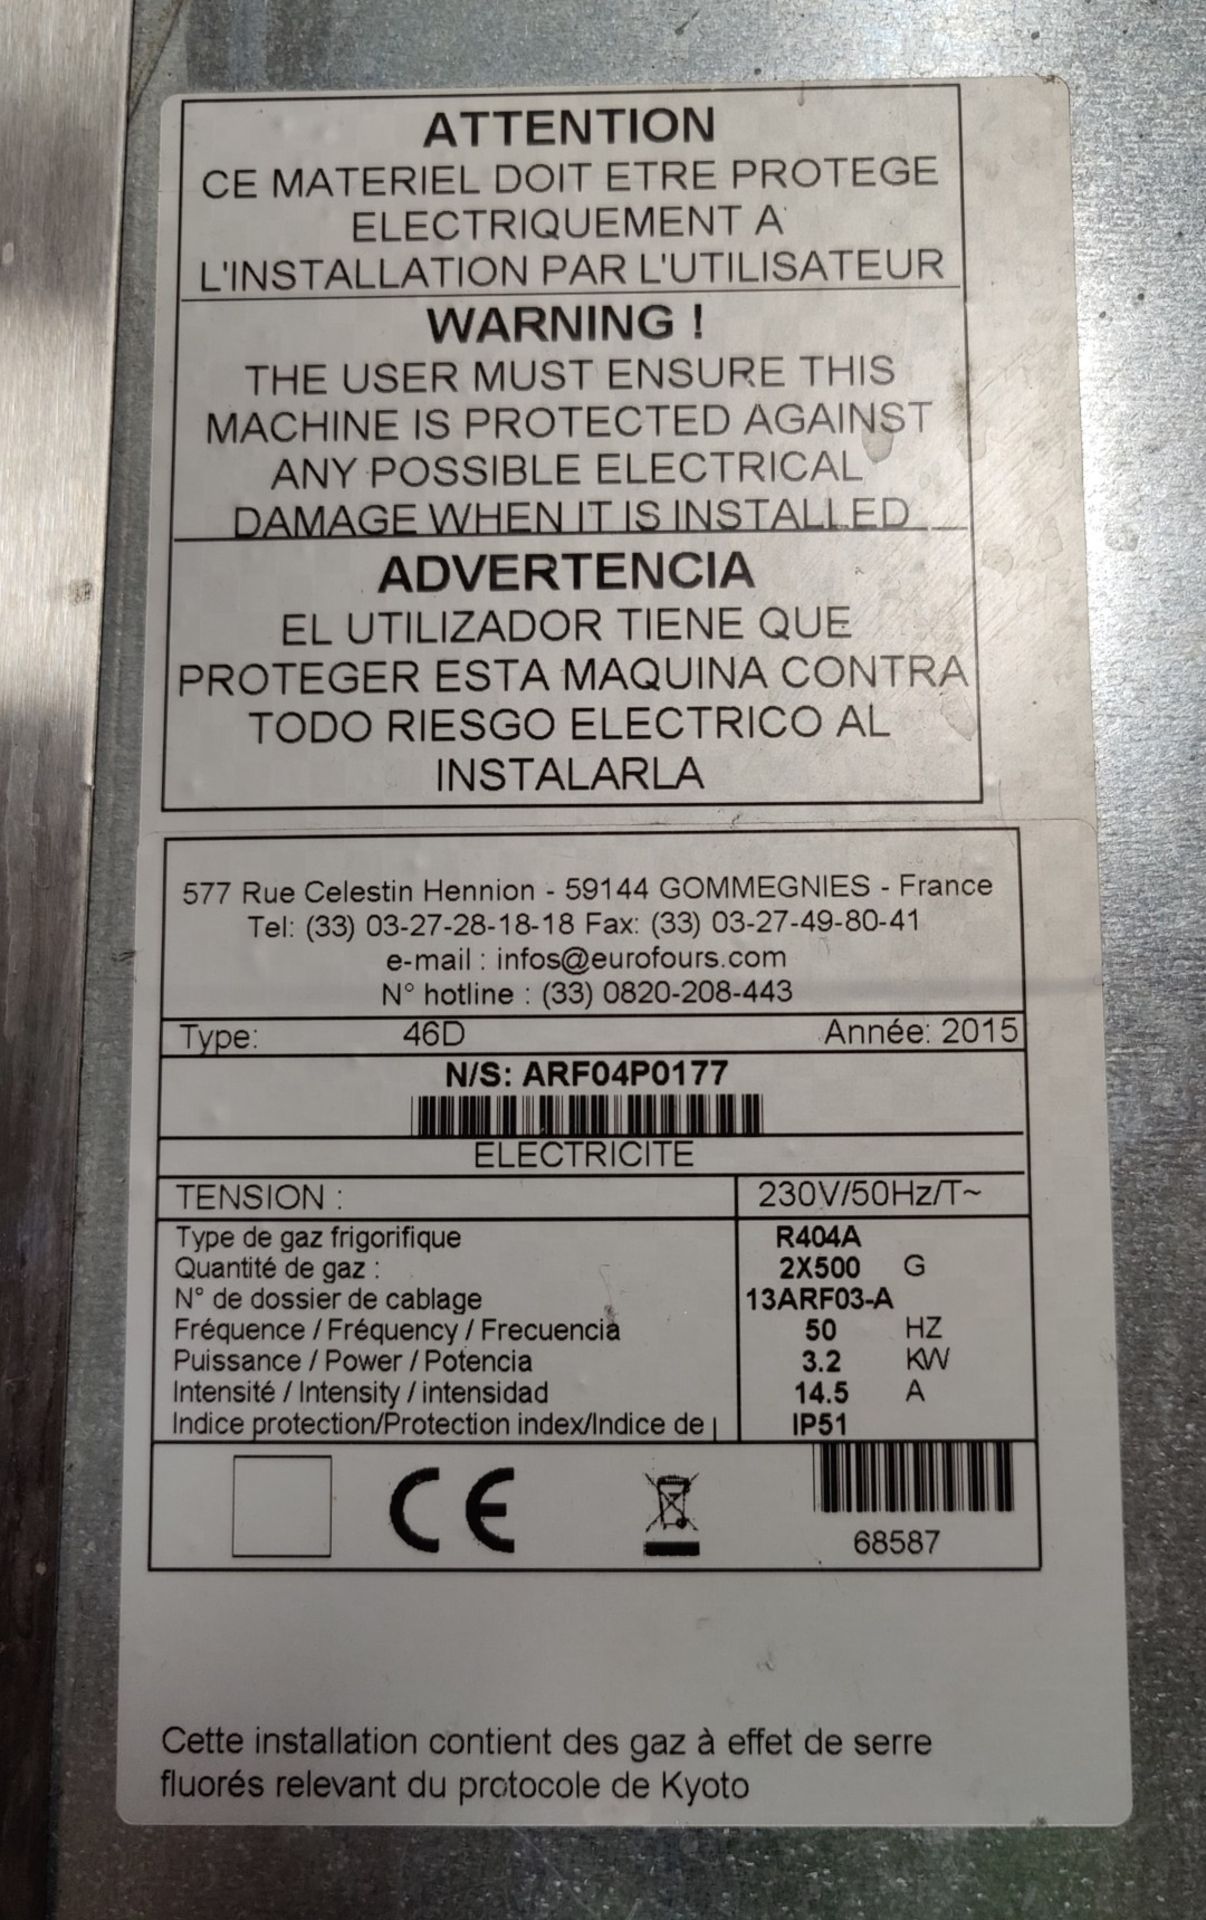 ATTENTION
CE MATERIEL DOIT ETRE PROTEGE
ELECTRIQUEMENT A
L'INSTALLATION PAR L'UTILISATEUR
WARNING !
THE USER MUST ENSURE THIS
MACHINE IS PROTECTED AGAINST
ANY POSSIBLE ELECTRICAL
DAMAGE WHEN IT IS INSTALLED
ADVERTENCIA
EL UTILIZADOR TIENE QUE
PROTEGER ESTA MAQUINA CONTRA
TODO RIESGO ELECTRICO AL
INSTALARLA
577 Rue Celestin Hennion - 59144 GOMMEGNIES - France
Tel: (33) 03-27-28-18-18 Fax: (33) 03-27-49-80-41
e-mail : infos@eurofours.com
N° hotline : (33) 0820-208-443
Type: 46D Année: 2015
N/S: ARF04P0177
ELECTRICITE
TENSION : 230V/50Hz/T~
Type de gaz frigorifique R404A
Quantité de gaz : 2X500 G
N° de dossier de cablage 13ARF03-A
Fréquence / Fréquency / Frecuencia 50 HZ
Puissance / Power / Potencia 3.2 KW
Intensité / Intensity / intensidad 14.5 A
Indice protection/Protection index/Indice de IP51
CE
68587
Cette installation contient des gaz à effet de serre
fluorés relevant du protocole de Kyoto